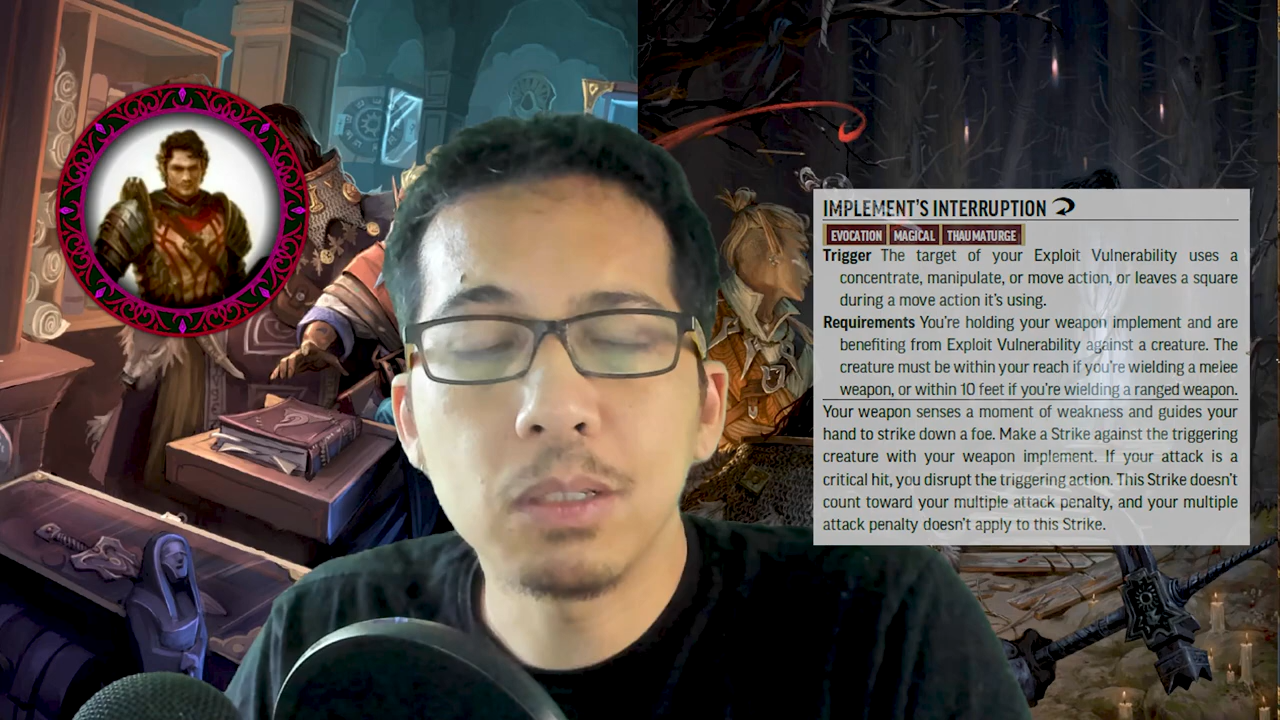 IMPLEMENT'S INTERRUPTION
EVOCATION MAGICAL THAUMATURGE
Trigger The target of your Exploit Vulnerability uses a
concentrate, manipulate, or move action, or leaves a square
during a move action it's using.
Requirements You're holding your weapon implement and are
benefiting from Exploit Vulnerability against a creature. The
creature must be within your reach if you're wielding a melee
weapon, or within 10 feet if you're wielding a ranged weapon.
Your weapon senses a moment of weakness and guides your
hand to strike down a foe. Make a Strike against the triggering
creature with your weapon implement. If your attack is a
critical hit, you disrupt the triggering action. This Strike doesn't
count toward your multiple attack penalty, and your multiple
attack penalty doesn't apply to this Strike.